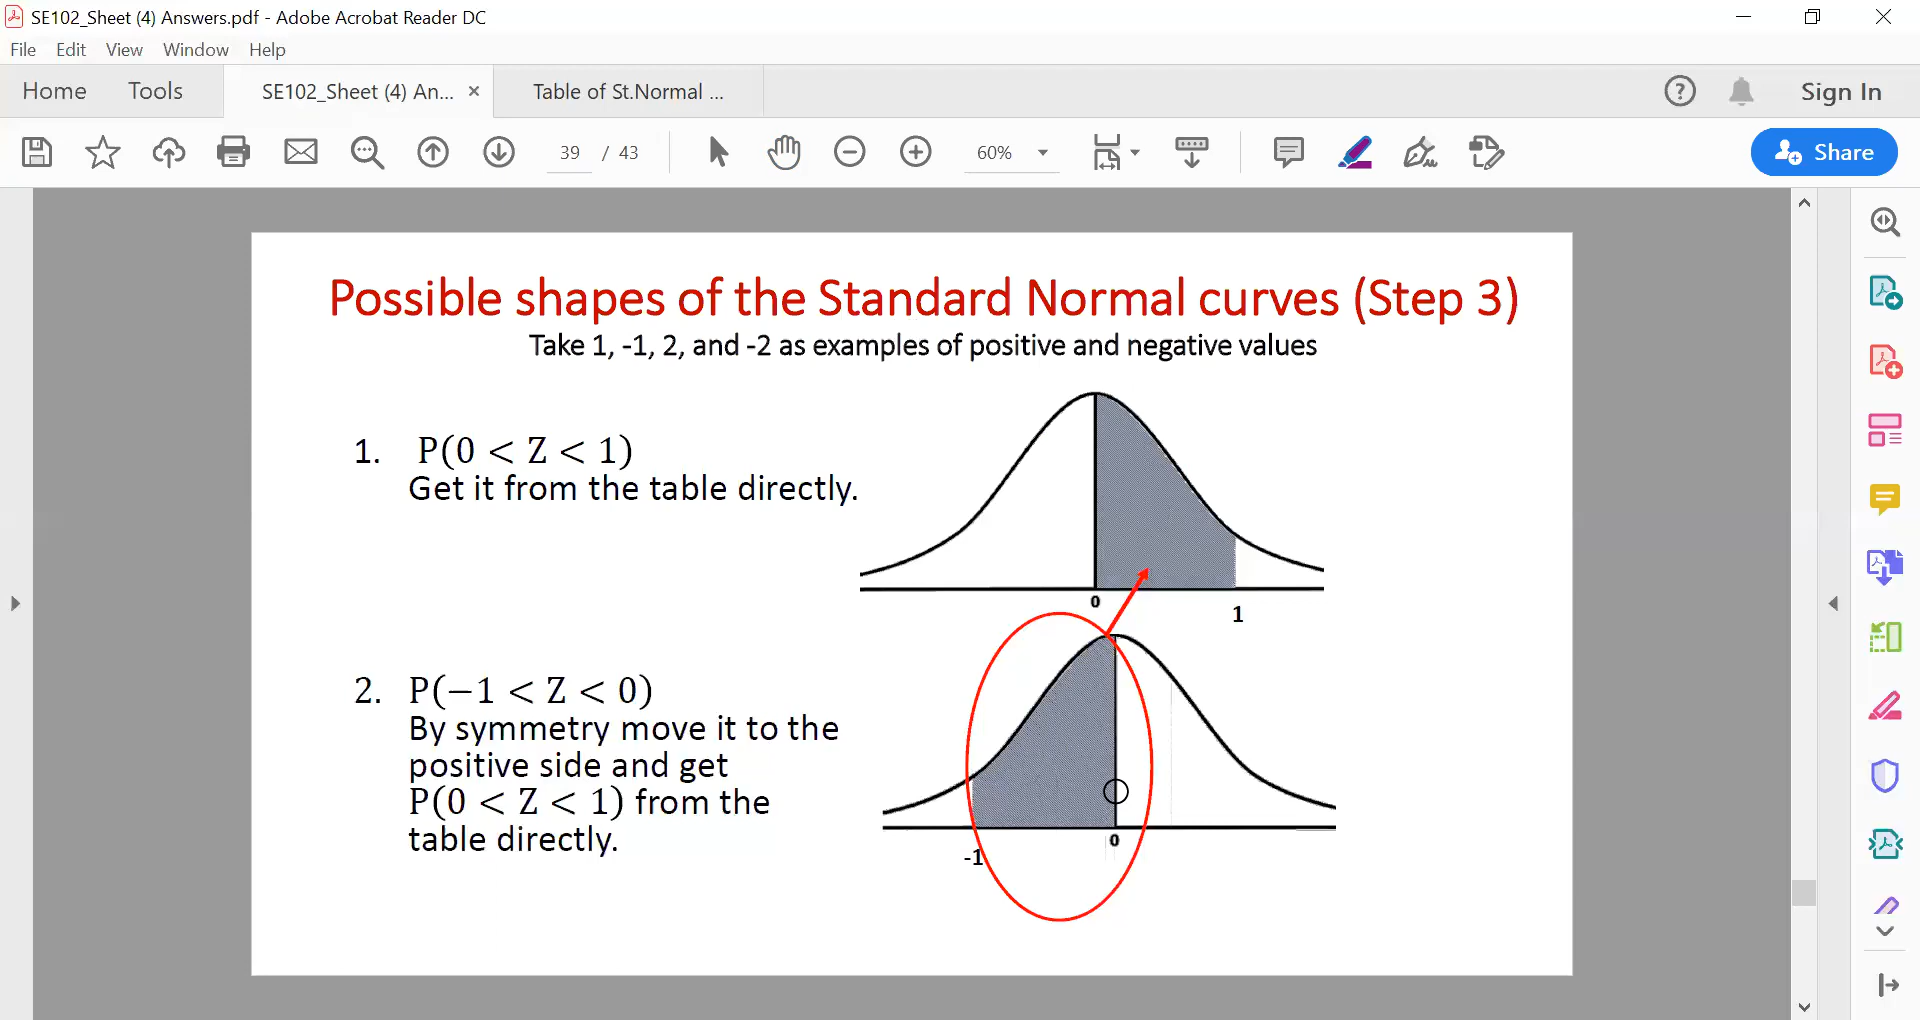 SE102_Sheet (4) Answers.pdf - Adobe Acrobat Reader DC
File Edit View Window Help
Home Tools SE102_Sheet (4) An... × Table of St.Normal ... Sign In
39 / 43 60% Share
Possible shapes of the Standard Normal curves (Step 3)
Take 1, -1, 2, and -2 as examples of positive and negative values
1. P(0 < Z < 1)
Get it from the table directly.
0
1
2. P(−1 < Z < 0)
By symmetry move it to the
positive side and get
P(0 < Z < 1) from the
table directly.
0
-1